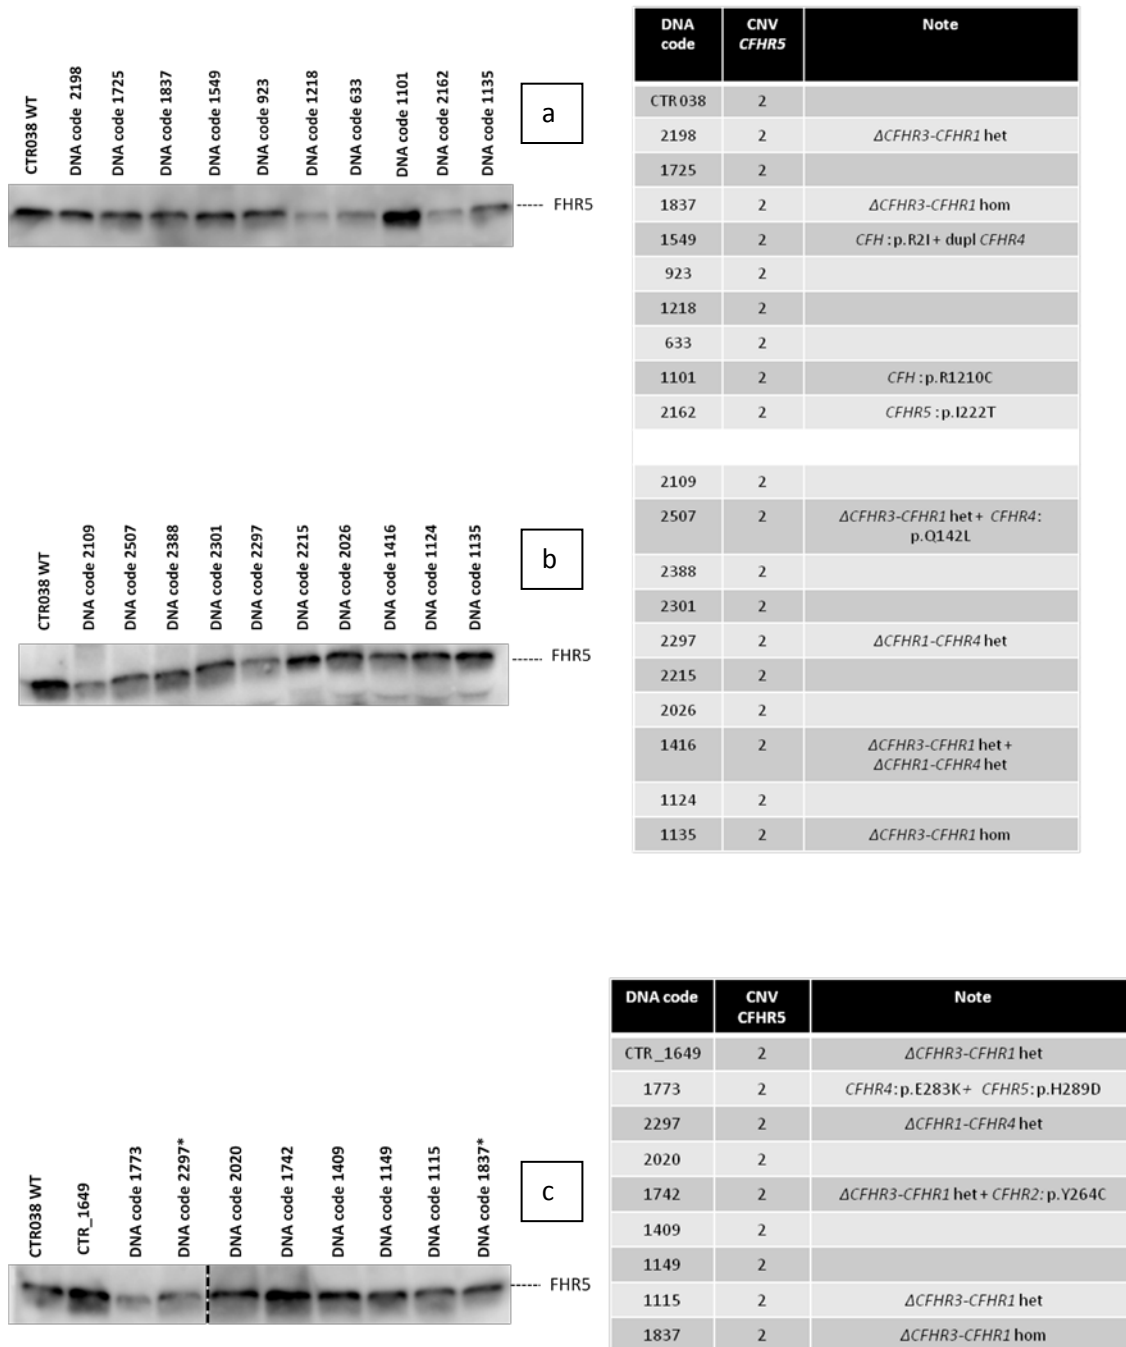 CTR038 WT
DNA code  2198
DNA code 1725
DNA code 1837
DNA code 1549
DNA code 923
DNA code 1218
DNA code 633
DNA code 1101
DNA code 2162
DNA code 1135
a
FHR5
DNA code CNV CFHR5 Note
CTR 038 2
2198 2 ΔCFHR3-CFHR1 het
1725 2
1837 2 ΔCFHR3-CFHR1 hom
1549 2 CFH : p.R2I + dupl CFHR4
923 2
1218 2
633 2
1101 2 CFH : p.R1210C
2162 2 CFHR5 : p.I222T
2109 2
2507 2 ΔCFHR3-CFHR1 het + CFHR4: p.Q142L
2388 2
2301 2
2297 2 ΔCFHR1-CFHR4 het
2215 2
2026 2
1416 2 ΔCFHR3-CFHR1 het + ΔCFHR1-CFHR4 het
1124 2
1135 2 ΔCFHR3-CFHR1 hom
CTR038 WT
DNA code 2109
DNA code 2507
DNA code 2388
DNA code 2301
DNA code 2297
DNA code 2215
DNA code 2026
DNA code 1416
DNA code 1124
DNA code 1135
b
FHR5
CTR038 WT
CTR_1649
DNA code 1773
DNA code 2297*
DNA code 2020
DNA code 1742
DNA code 1409
DNA code 1149
DNA code 1115
DNA code 1837*
c
FHR5
DNA code CNV CFHR5 Note
CTR_1649 2 ΔCFHR3-CFHR1 het
1773 2 CFHR4: p.E283K + CFHR5: p.H289D
2297 2 ΔCFHR1-CFHR4 het
2020 2
1742 2 ΔCFHR3-CFHR1 het + CFHR2: p.Y264C
1409 2
1149 2
1115 2 ΔCFHR3-CFHR1 het
1837 2 ΔCFHR3-CFHR1 hom